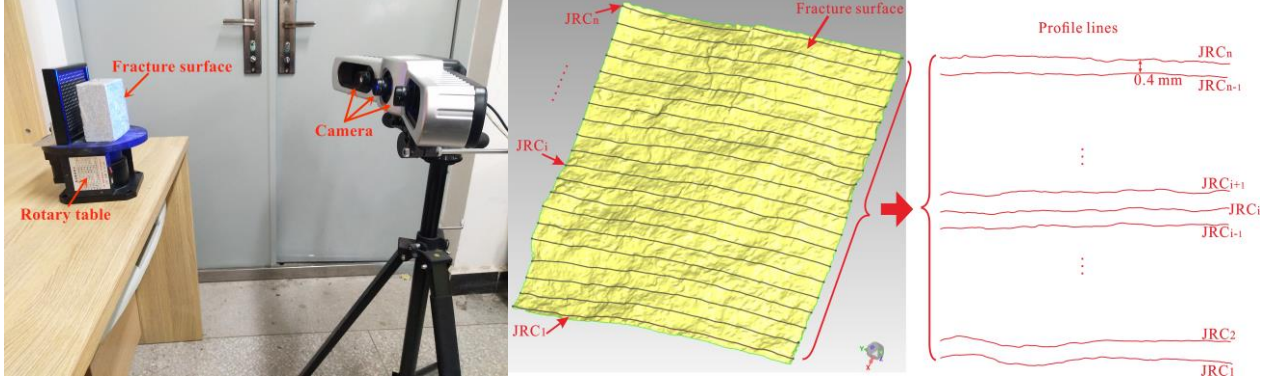 Fracture surface
Camera
Rotary table
JRCn
Fracture surface
JRCi
JRC1
Y
X
Profile lines
JRCn
0.4 mm
JRCn-1
JRCi+1
JRCi
JRCi-1
JRC2
JRC1